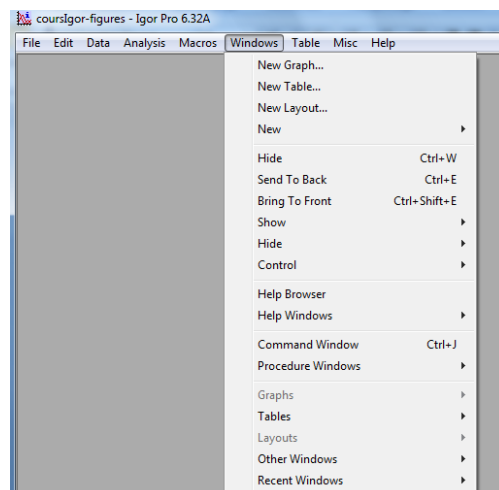 coursIgor-figures - Igor Pro 6.32A
File Edit Data Analysis Macros Windows Table Misc Help
New Graph...
New Table...
New Layout...
New
Hide Ctrl+W
Send To Back Ctrl+E
Bring To Front Ctrl+Shift+E
Show
Hide
Control
Help Browser
Help Windows
Command Window Ctrl+J
Procedure Windows
Graphs
Tables
Layouts
Other Windows
Recent Windows